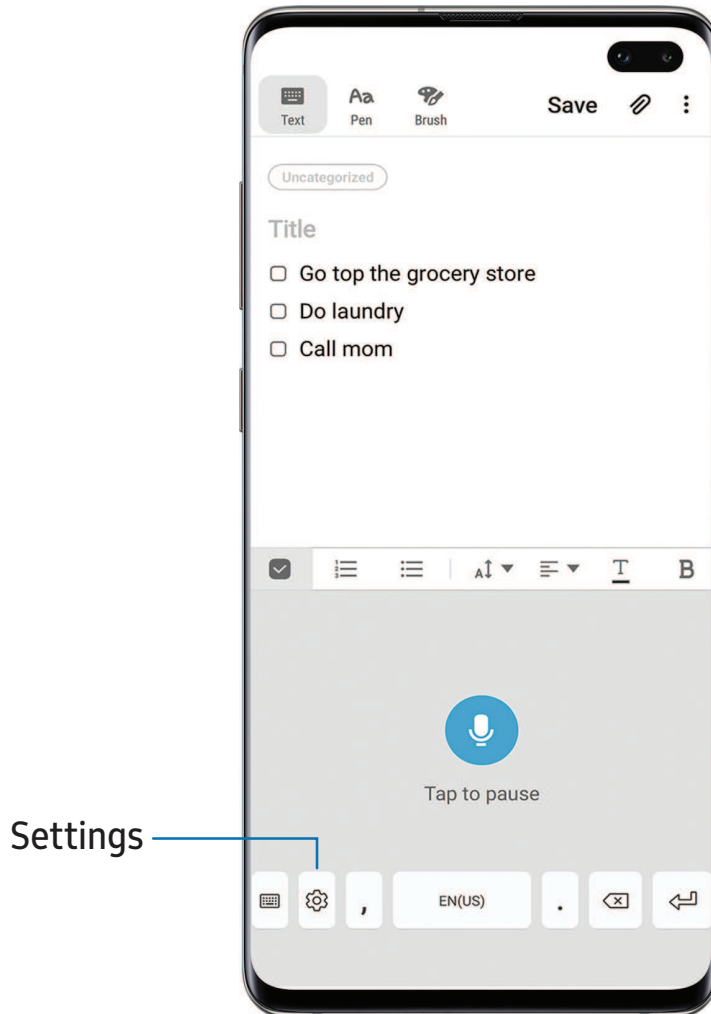 Text
Aa
Pen
Brush
Save
Uncategorized
Title
Go top the grocery store
Do laundry
Call mom
T
B
Tap to pause
Settings
,
EN(US)
.